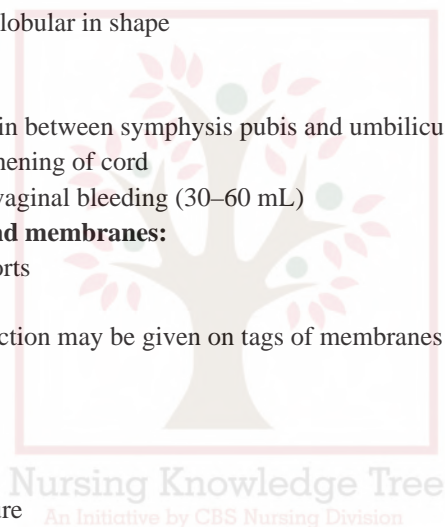 lobular in shape
in between symphysis pubis and umbilicu
hening of cord
vaginal bleeding (30–60 mL)
nd membranes:
orts
ction may be given on tags of membranes
Nursing Knowledge Tree
ure
An Initiative by CBS Nursing Division